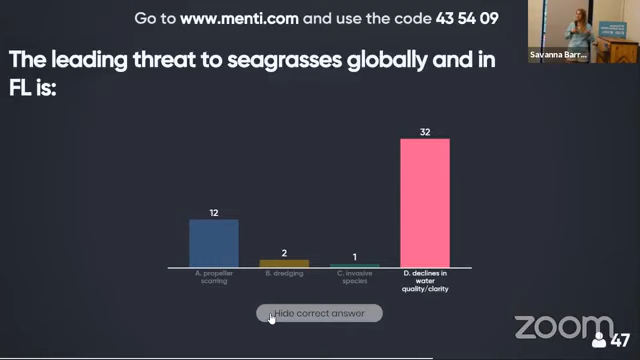 Go to www.menti.com and use the code 43 54 09
Savanna Barr...
The leading threat to seagrasses globally and in
FL is:
12
2
1
32
A. propeller
scarring
B. dredging
C. invasive
species
D. declines in
water
quality/clarity
Hide correct answer
zoom
47